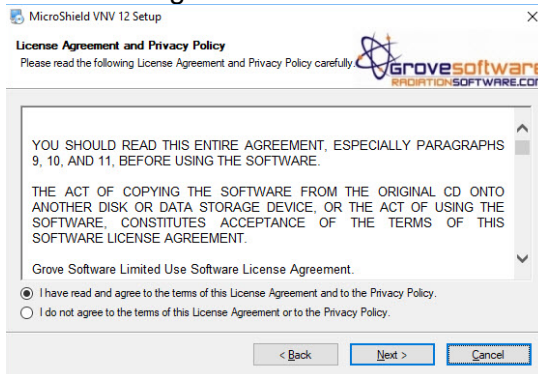 MicroShield VNV 12 Setup
License Agreement and Privacy Policy
Please read the following License Agreement and Privacy Policy carefully.
Grovesoftware
RADIATIONSOFTWARE.COM
YOU SHOULD READ THIS ENTIRE AGREEMENT, ESPECIALLY PARAGRAPHS
9, 10, AND 11, BEFORE USING THE SOFTWARE.
THE ACT OF COPYING THE SOFTWARE FROM THE ORIGINAL CD ONTO
ANOTHER DISK OR DATA STORAGE DEVICE, OR THE ACT OF USING THE
SOFTWARE, CONSTITUTES ACCEPTANCE OF THE TERMS OF THIS
SOFTWARE LICENSE AGREEMENT.
Grove Software Limited Use Software License Agreement.
I have read and agree to the terms of this License Agreement and to the Privacy Policy.
I do not agree to the terms of this License Agreement or to the Privacy Policy.
< Back Next > Cancel